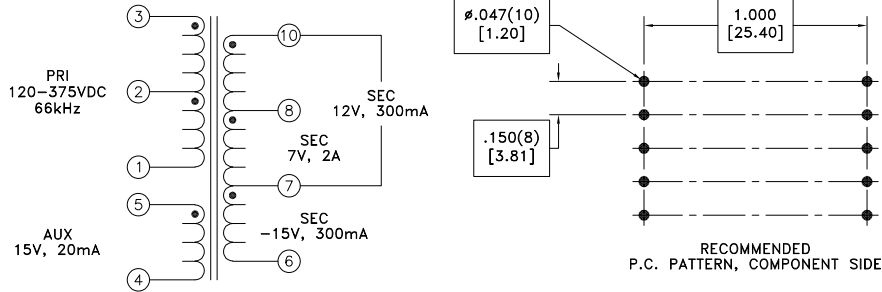 3
PRI
120-375VDC
66kHz
2
1
5
AUX
15V, 20mA
4
10
8
SEC
12V, 300mA
SEC
7V, 2A
7
SEC
-15V, 300mA
6
ø.047(10)
[1.20]
1.000
[25.40]
.150(8)
[3.81]
RECOMMENDED
P.C. PATTERN, COMPONENT SIDE